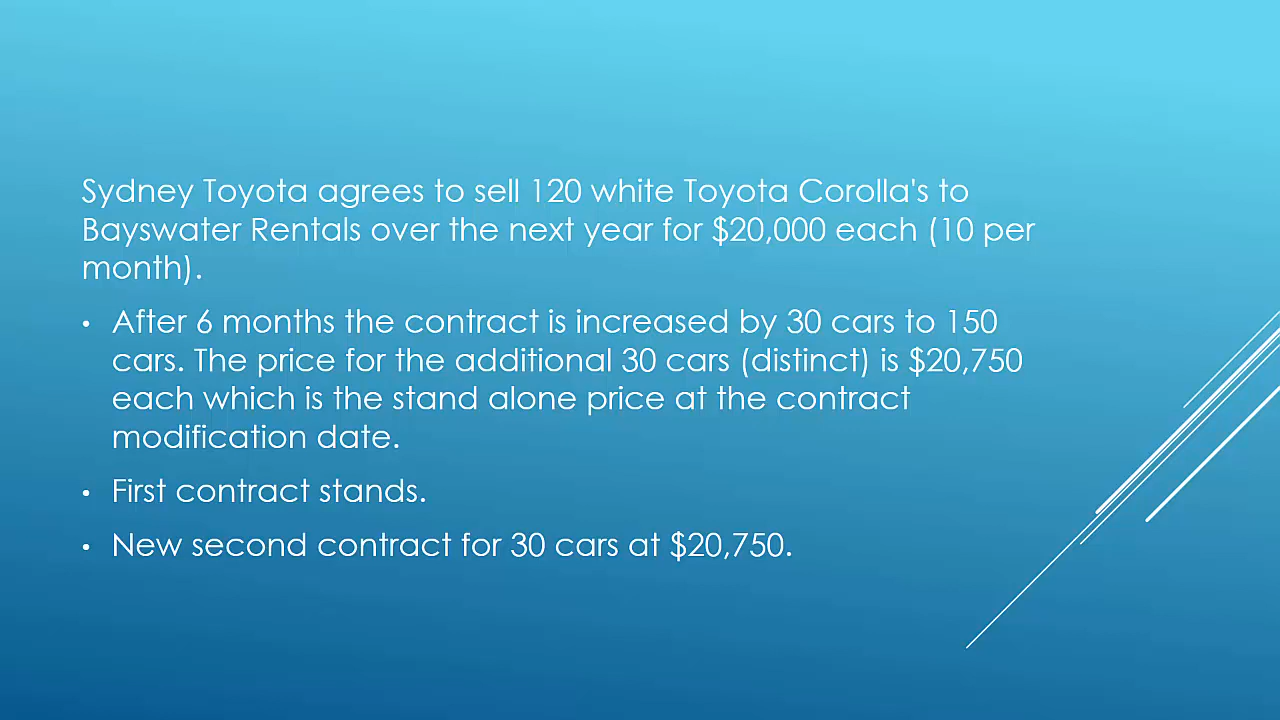 Sydney Toyota agrees to sell 120 white Toyota Corolla's to
Bayswater Rentals over the next year for $20,000 each (10 per
month).
• After 6 months the contract is increased by 30 cars to 150
cars. The price for the additional 30 cars (distinct) is $20,750
each which is the stand alone price at the contract
modification date.
• First contract stands.
• New second contract for 30 cars at $20,750.